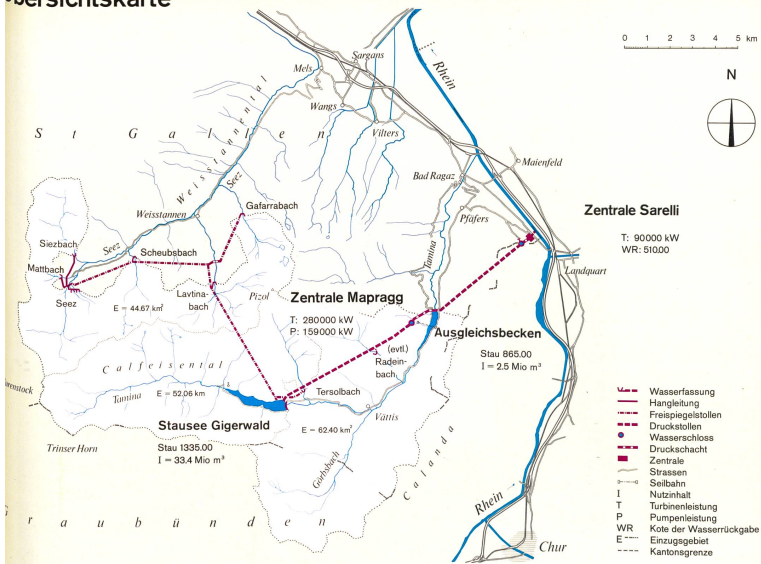 bersichtskarte
0 1 2 3 4 5 km
N
Sargans
Mels
Rhein
Wangs
Vilters
St Gallen
Weisstannental
Seez
Maienfeld
Bad Ragaz
Weisstannen
Gafarrabach
Pfäfers
Zentrale Sarelli
T: 90000 kW
WR: 510.00
Siezbach
Seez
Scheubsbach
Mattbach
Tamina
Landquart
Seez
Lavtina-
bach
Pizol
E = 44.67 km²
Zentrale Mapragg
T: 280000 kW
P: 159000 kW
Ausgleichsbecken
Stau 865.00
I = 2.5 Mio m³
(evtl.)
Radein-
bach
Calfeisental
Tamina
E = 52.06 km
Tersolbach
Vättis
Stausee Gigerwald
Stau 1335.00
I = 33.4 Mio m³
E = 62.40 km²
Trinser Horn
Görbsbach
Calanda
Graubünden
Rhein
Chur
Wasserfassung
Hangleitung
Freispiegelstollen
Druckstollen
Wasserschloss
Druckschacht
Zentrale
Strassen
Seilbahn
I Nutzinhalt
T Turbinenleistung
P Pumpenleistung
WR Kote der Wasserrückgabe
E Einzugsgebiet
Kantonsgrenze